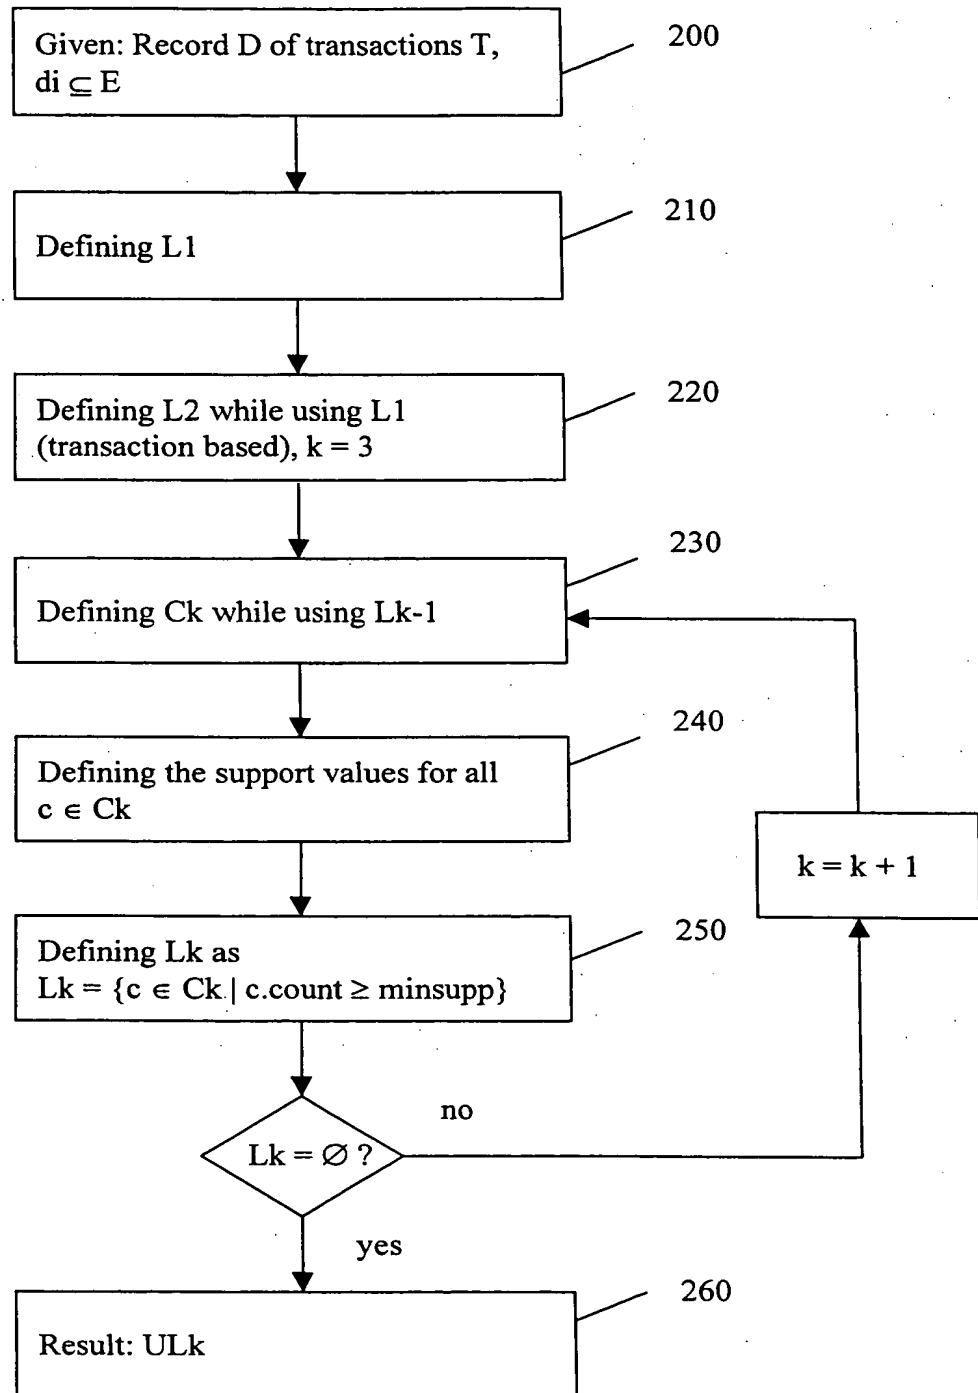 Given: Record D of transactions T,
di ⊆ E
200
Defining L1
210
Defining L2 while using L1
(transaction based), k = 3
220
Defining Ck while using Lk-1
230
Defining the support values for all
c ∈ Ck
240
k = k + 1
Defining Lk as
Lk = {c ∈ Ck | c.count ≥ minsupp}
250
Lk = ∅ ?
no
yes
Result: ULk
260